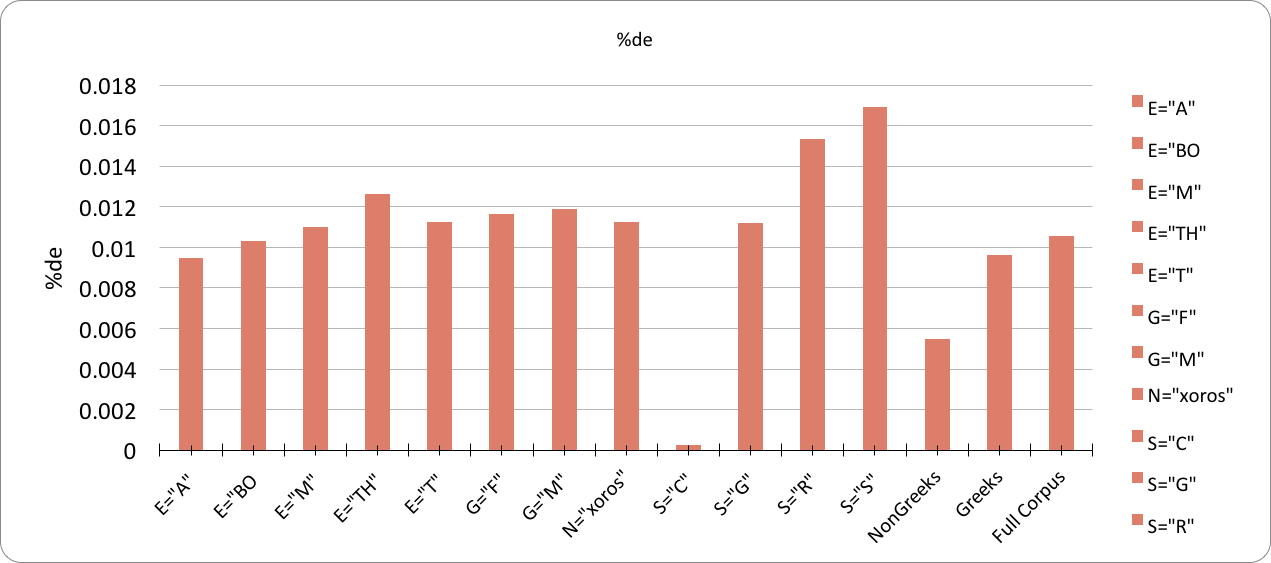 %de
0.018
0.016
0.014
0.012
0.01
0.008
0.006
0.004
0.002
0
%de
E="A"
E="BO
E="M"
E="TH"
E="T"
G="F"
G="M"
N="xoros"
S="C"
S="G"
S="R"
S="S"
NonGreeks
Greeks
Full Corpus
E="A"
E="BO
E="M"
E="TH"
E="T"
G="F"
G="M"
N="xoros"
S="C"
S="G"
S="R"